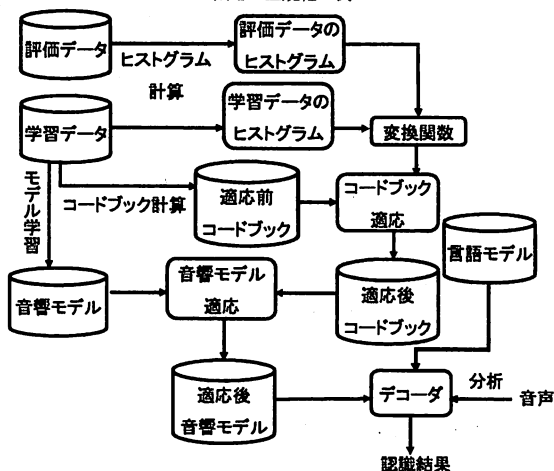 評価データ
ヒストグラム
計算
評価データの
ヒストグラム
学習データ
学習データの
ヒストグラム
変換関数
モデル学習
コードブック計算
適応前
コードブック
コードブック
適応
言語モデル
音響モデル
音響モデル
適応
適応後
コードブック
適応後
音響モデル
デコーダ
分析
音声
認識結果